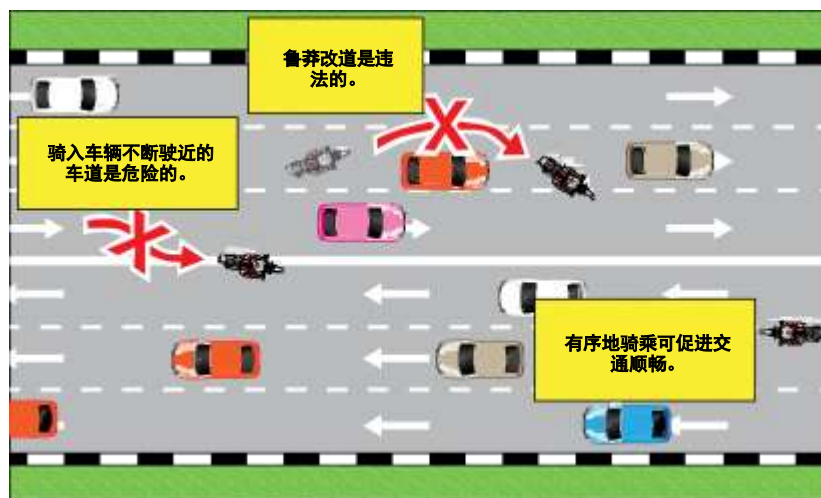 鲁莽改道是违
法的。
骑入车辆不断驶近的
车道是危险的。
有序地骑乘可促进交
通顺畅。